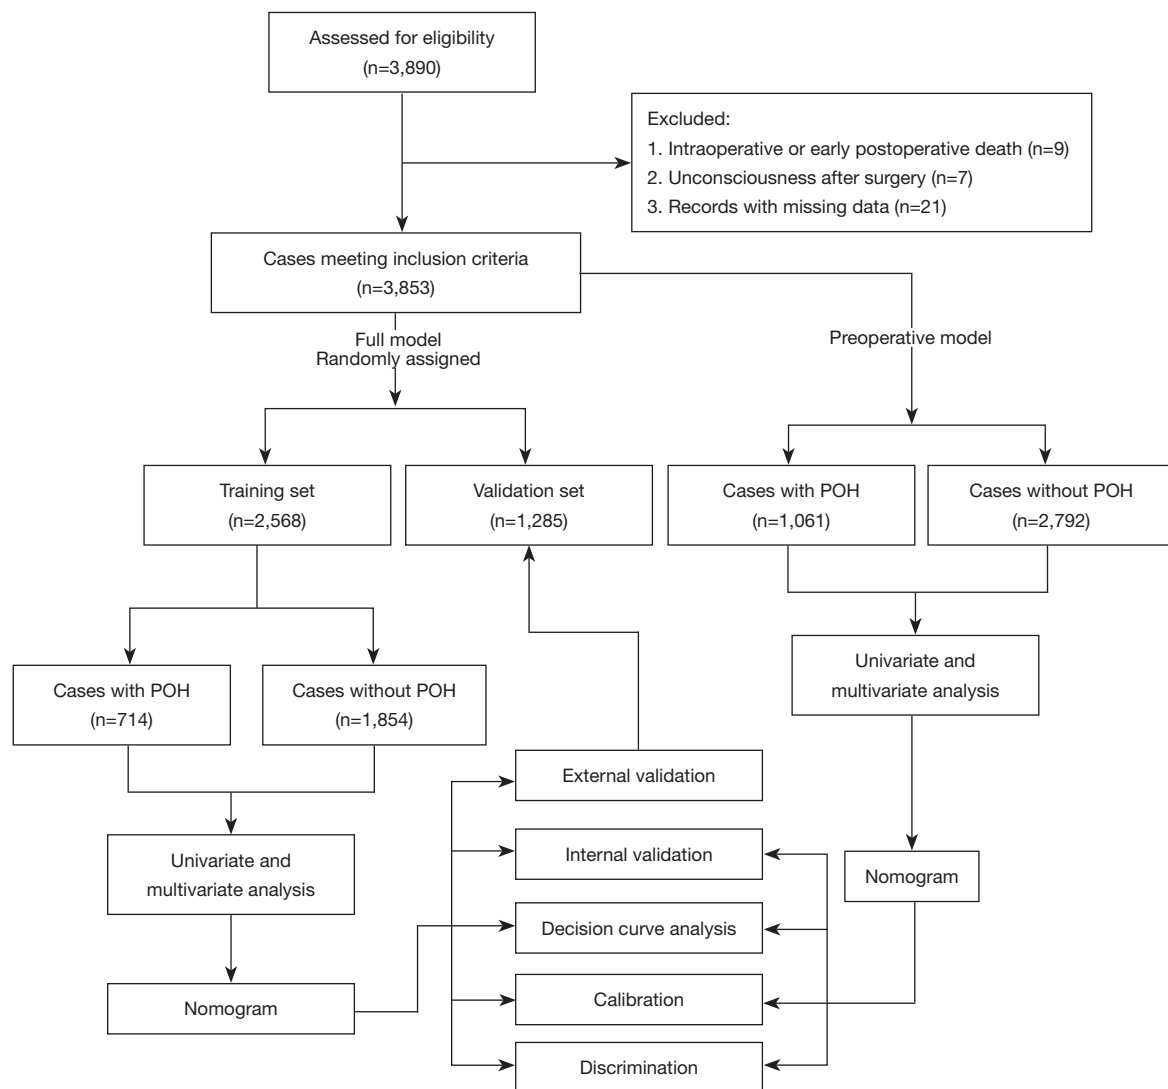 Assessed for eligibility
(n=3,890)
Excluded:
1. Intraoperative or early postoperative death (n=9)
2. Unconsciousness after surgery (n=7)
3. Records with missing data (n=21)
Cases meeting inclusion criteria
(n=3,853)
Full model
Randomly assigned
Preoperative model
Training set
(n=2,568)
Validation set
(n=1,285)
Cases with POH
(n=1,061)
Cases without POH
(n=2,792)
Cases with POH
(n=714)
Cases without POH
(n=1,854)
Univariate and
multivariate analysis
External validation
Univariate and
multivariate analysis
Internal validation
Nomogram
Decision curve analysis
Nomogram
Calibration
Discrimination